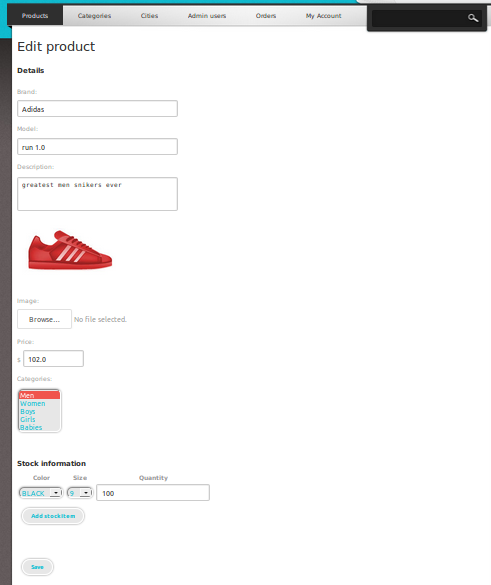 Products Categories Cities Admin users Orders My Account
Edit product
Details
Brand:
Adidas
Model:
run 1.0
Description:
greatest men snikers ever
Image:
Browse... No file selected.
Price:
$ 102.0
Categories:
Men
Women
Boys
Girls
Babies
Stock information
Color Size Quantity
BLACK 9 100
Add stock item
Save